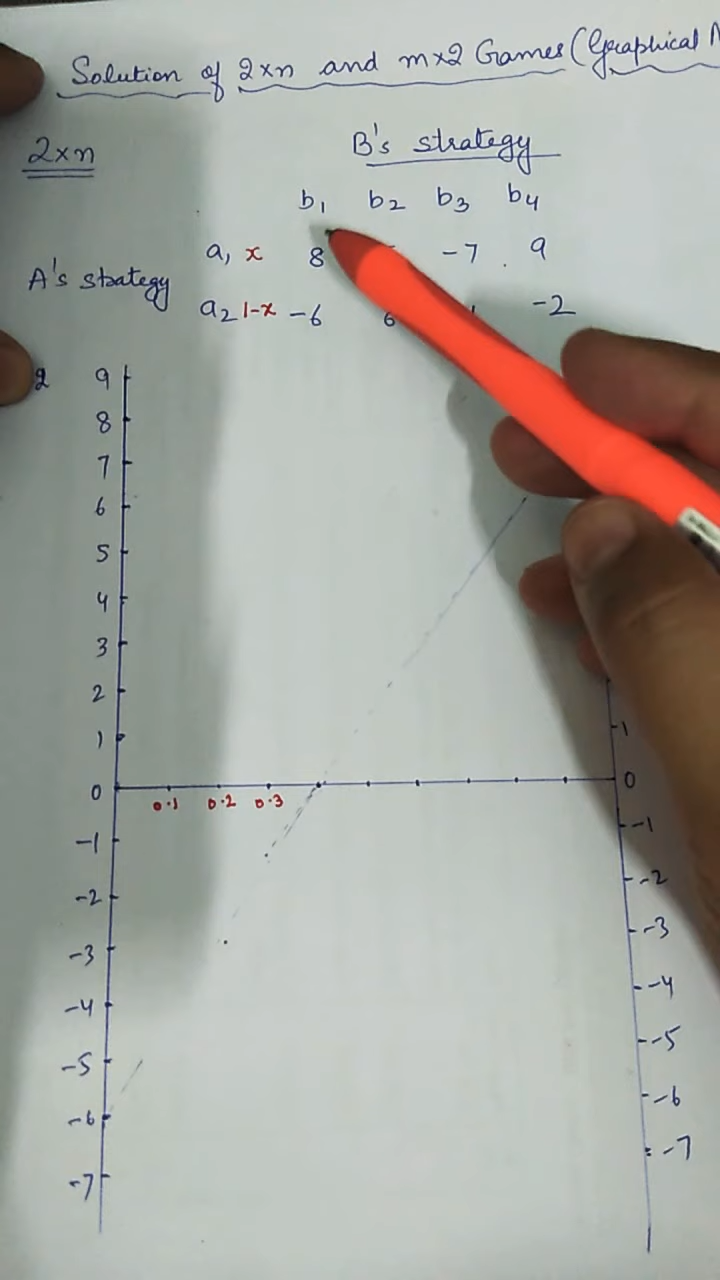 Solution of 2×n and m×2 Games (Graphical
2×n
B's strategy
b1 b2 b3 b4
a1 x 8 -7 9
A's strategy
a2 1-x -6 6 -2
2
9
8
7
6
5
4
3
2
1 1
0 0.1 0.2 0.3 0
-1 -1
-2 -2
-3 -3
-4 -4
-5 -5
-6 -6
-7 -7